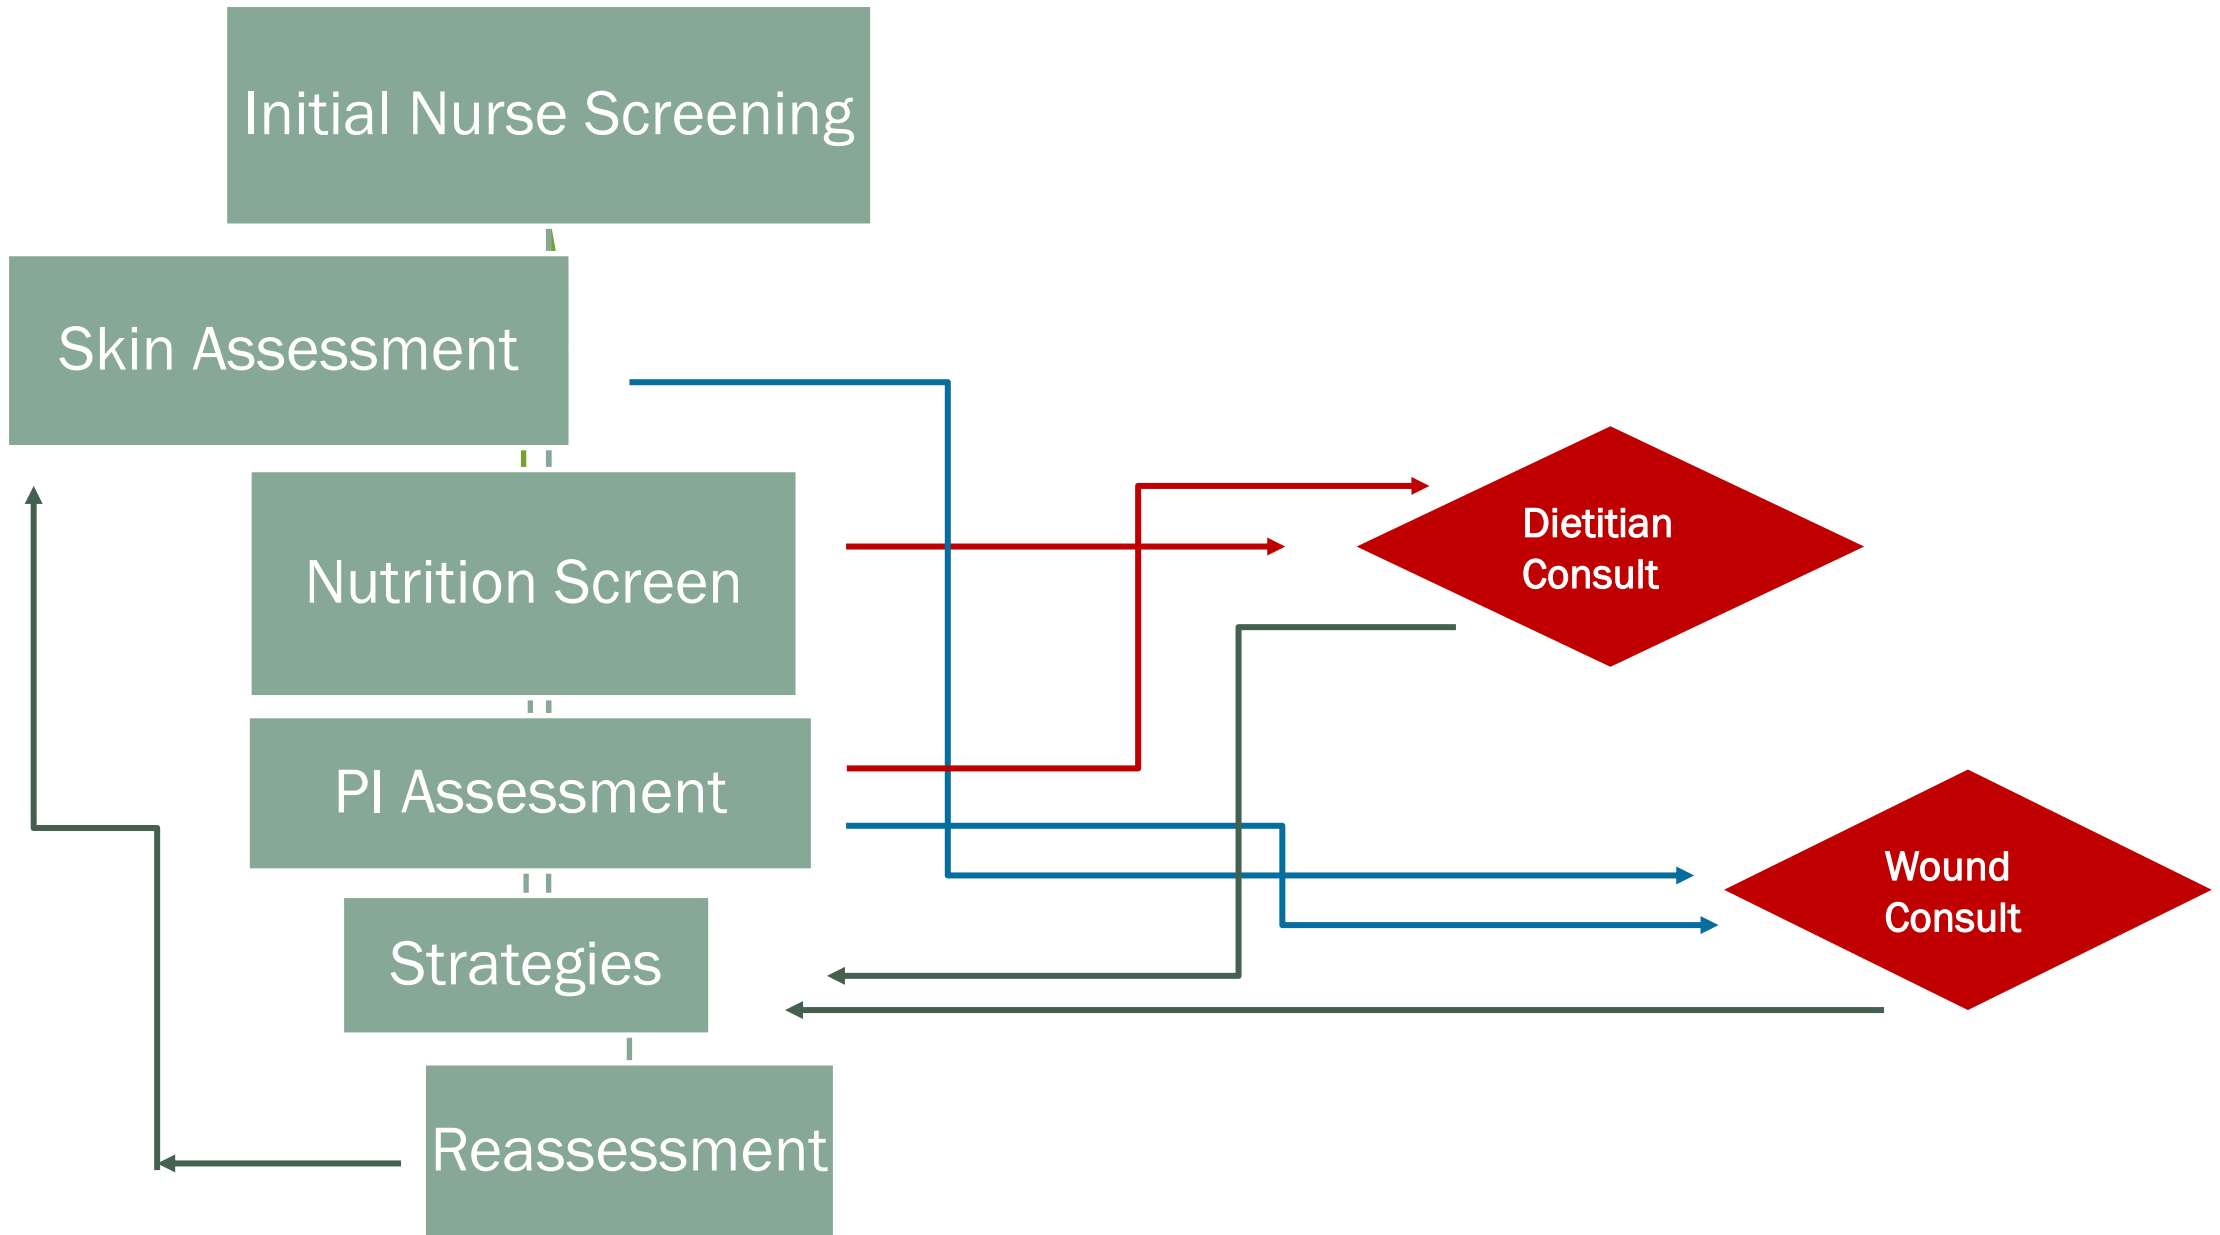 Initial Nurse Screening
Skin Assessment
Nutrition Screen
Dietitian
Consult
PI Assessment
Wound
Consult
Strategies
Reassessment